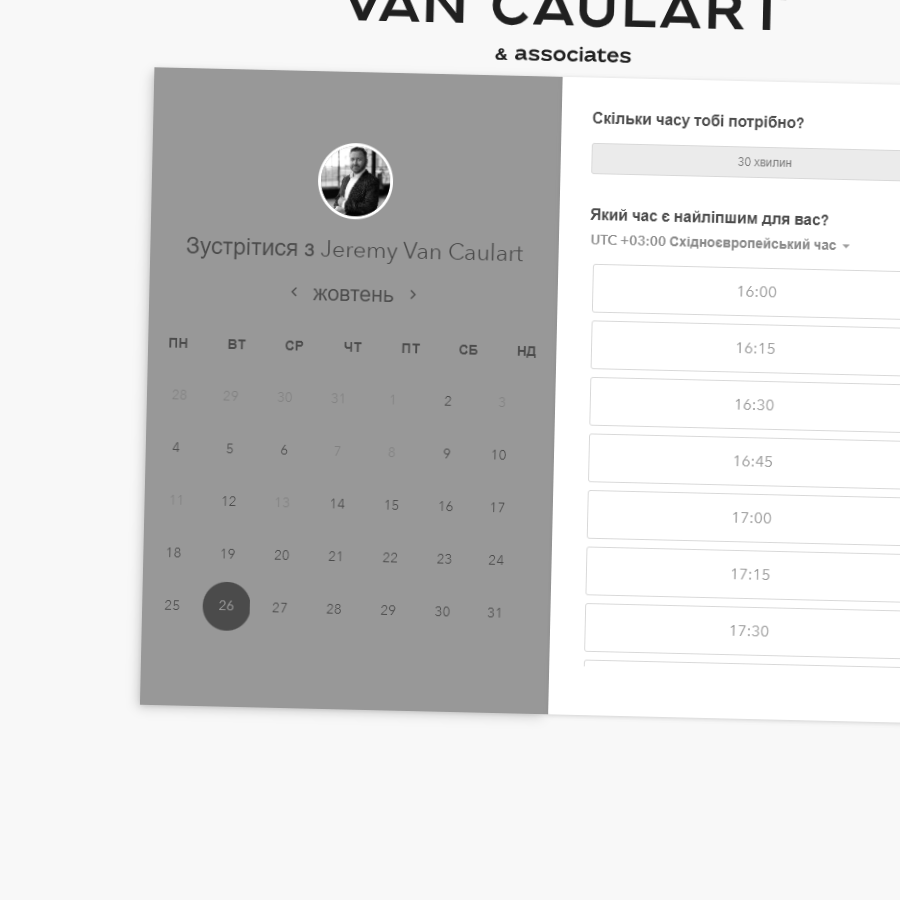 VAN CAULART
& associates
Зустрітися з Jeremy Van Caulart
жовтень
ПН ВТ СР ЧТ ПТ СБ НД
28 29 30 31 1 2 3
4 5 6 7 8 9 10
11 12 13 14 15 16 17
18 19 20 21 22 23 24
25 26 27 28 29 30 31
Скільки часу тобі потрібно?
30 хвилин
Який час є найліпшим для вас?
UTC +03:00 Східноєвропейський час
16:00
16:15
16:30
16:45
17:00
17:15
17:30